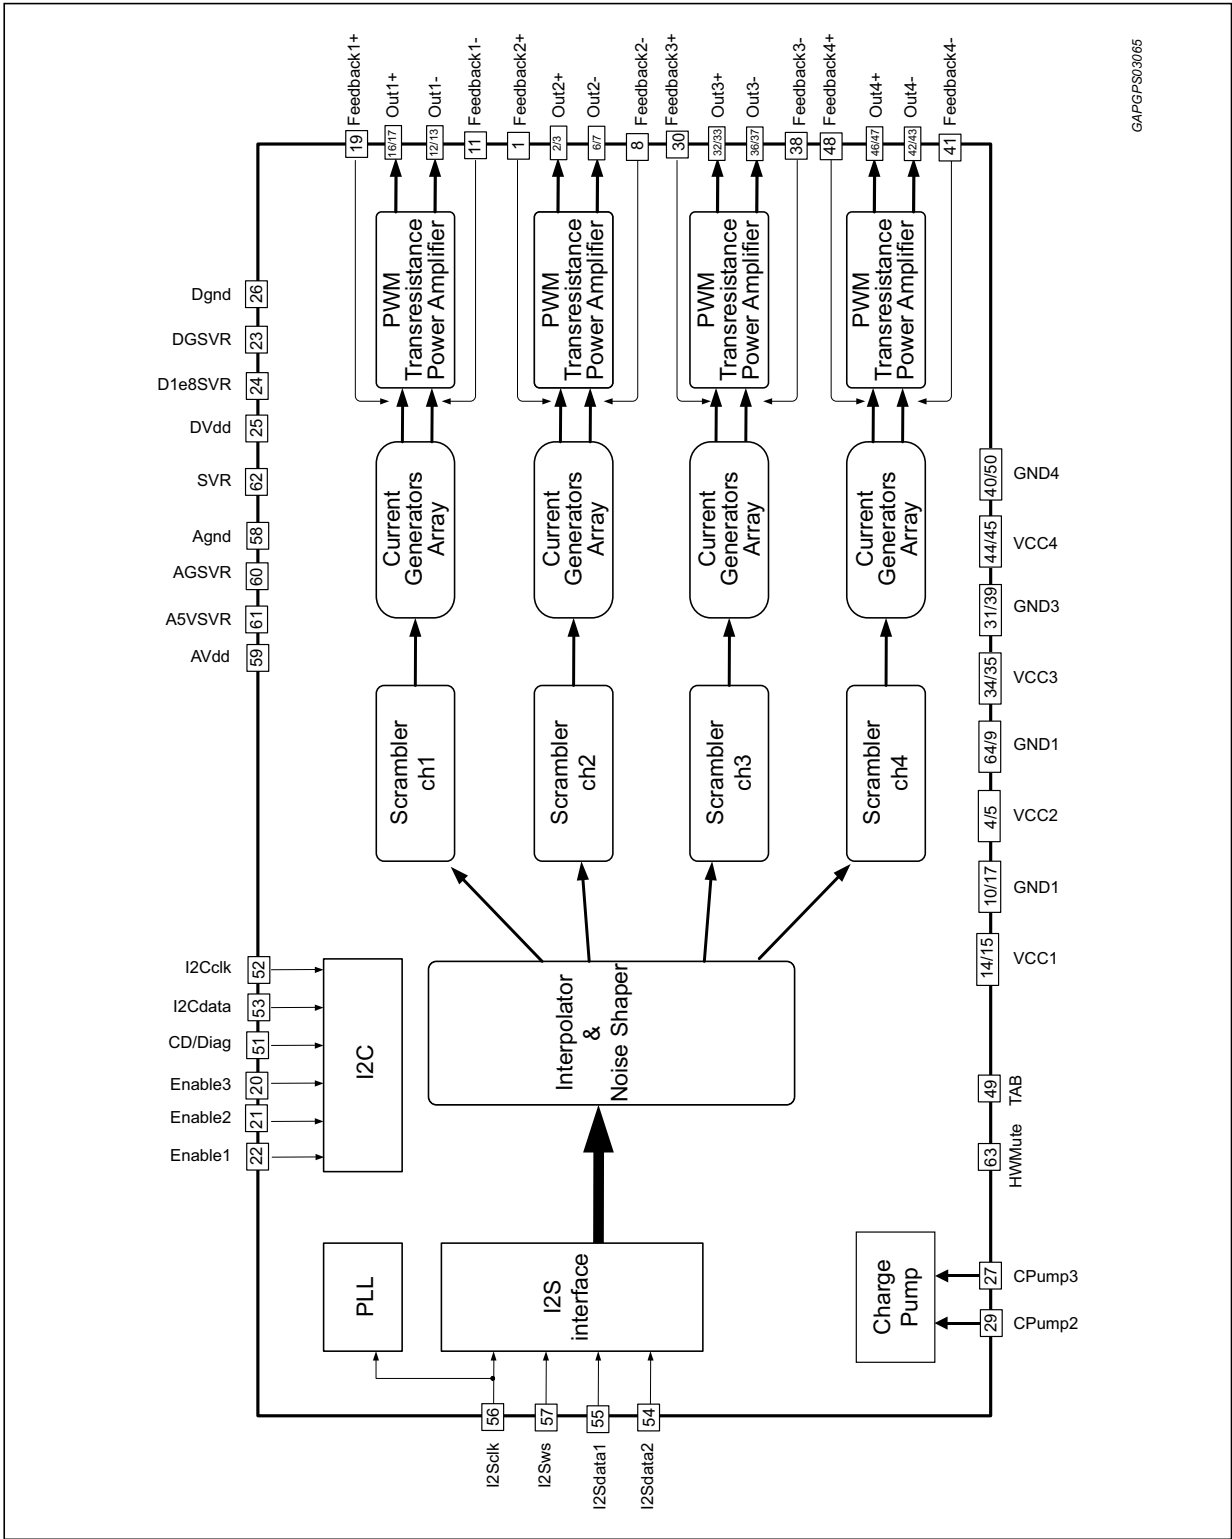 GAPGPS03065
Feedback1+
19
Out1+
16/17
Out1-
12/13
Feedback1-
11
Feedback2+
1
Out2+
2/3
Out2-
6/7
Feedback2-
8
Feedback3+
30
Out3+
32/33
Out3-
36/37
Feedback3-
38
Feedback4+
48
Out4+
46/47
Out4-
42/43
Feedback4-
41
PWM
Transresistance
Power Amplifier
PWM
Transresistance
Power Amplifier
PWM
Transresistance
Power Amplifier
PWM
Transresistance
Power Amplifier
Current
Generators
Array
Current
Generators
Array
Current
Generators
Array
Current
Generators
Array
Scrambler
ch1
Scrambler
ch2
Scrambler
ch3
Scrambler
ch4
Interpolator
&
Noise Shaper
I2C
PLL
I2S
interface
Charge
Pump
Dgnd
26
DGSVR
23
D1e8SVR
24
DVdd
25
SVR
62
Agnd
58
AGSVR
60
A5VSVR
61
AVdd
59
I2Cclk
52
I2Cdata
53
CD/Diag
51
Enable3
20
Enable2
21
Enable1
22
40/50
GND4
44/45
VCC4
31/39
GND3
34/35
VCC3
64/9
GND1
4/5
VCC2
10/17
GND1
14/15
VCC1
49
TAB
63
HWMute
27
CPump3
29
CPump2
56
I2Sclk
57
I2Sws
55
I2Sdata1
54
I2Sdata2